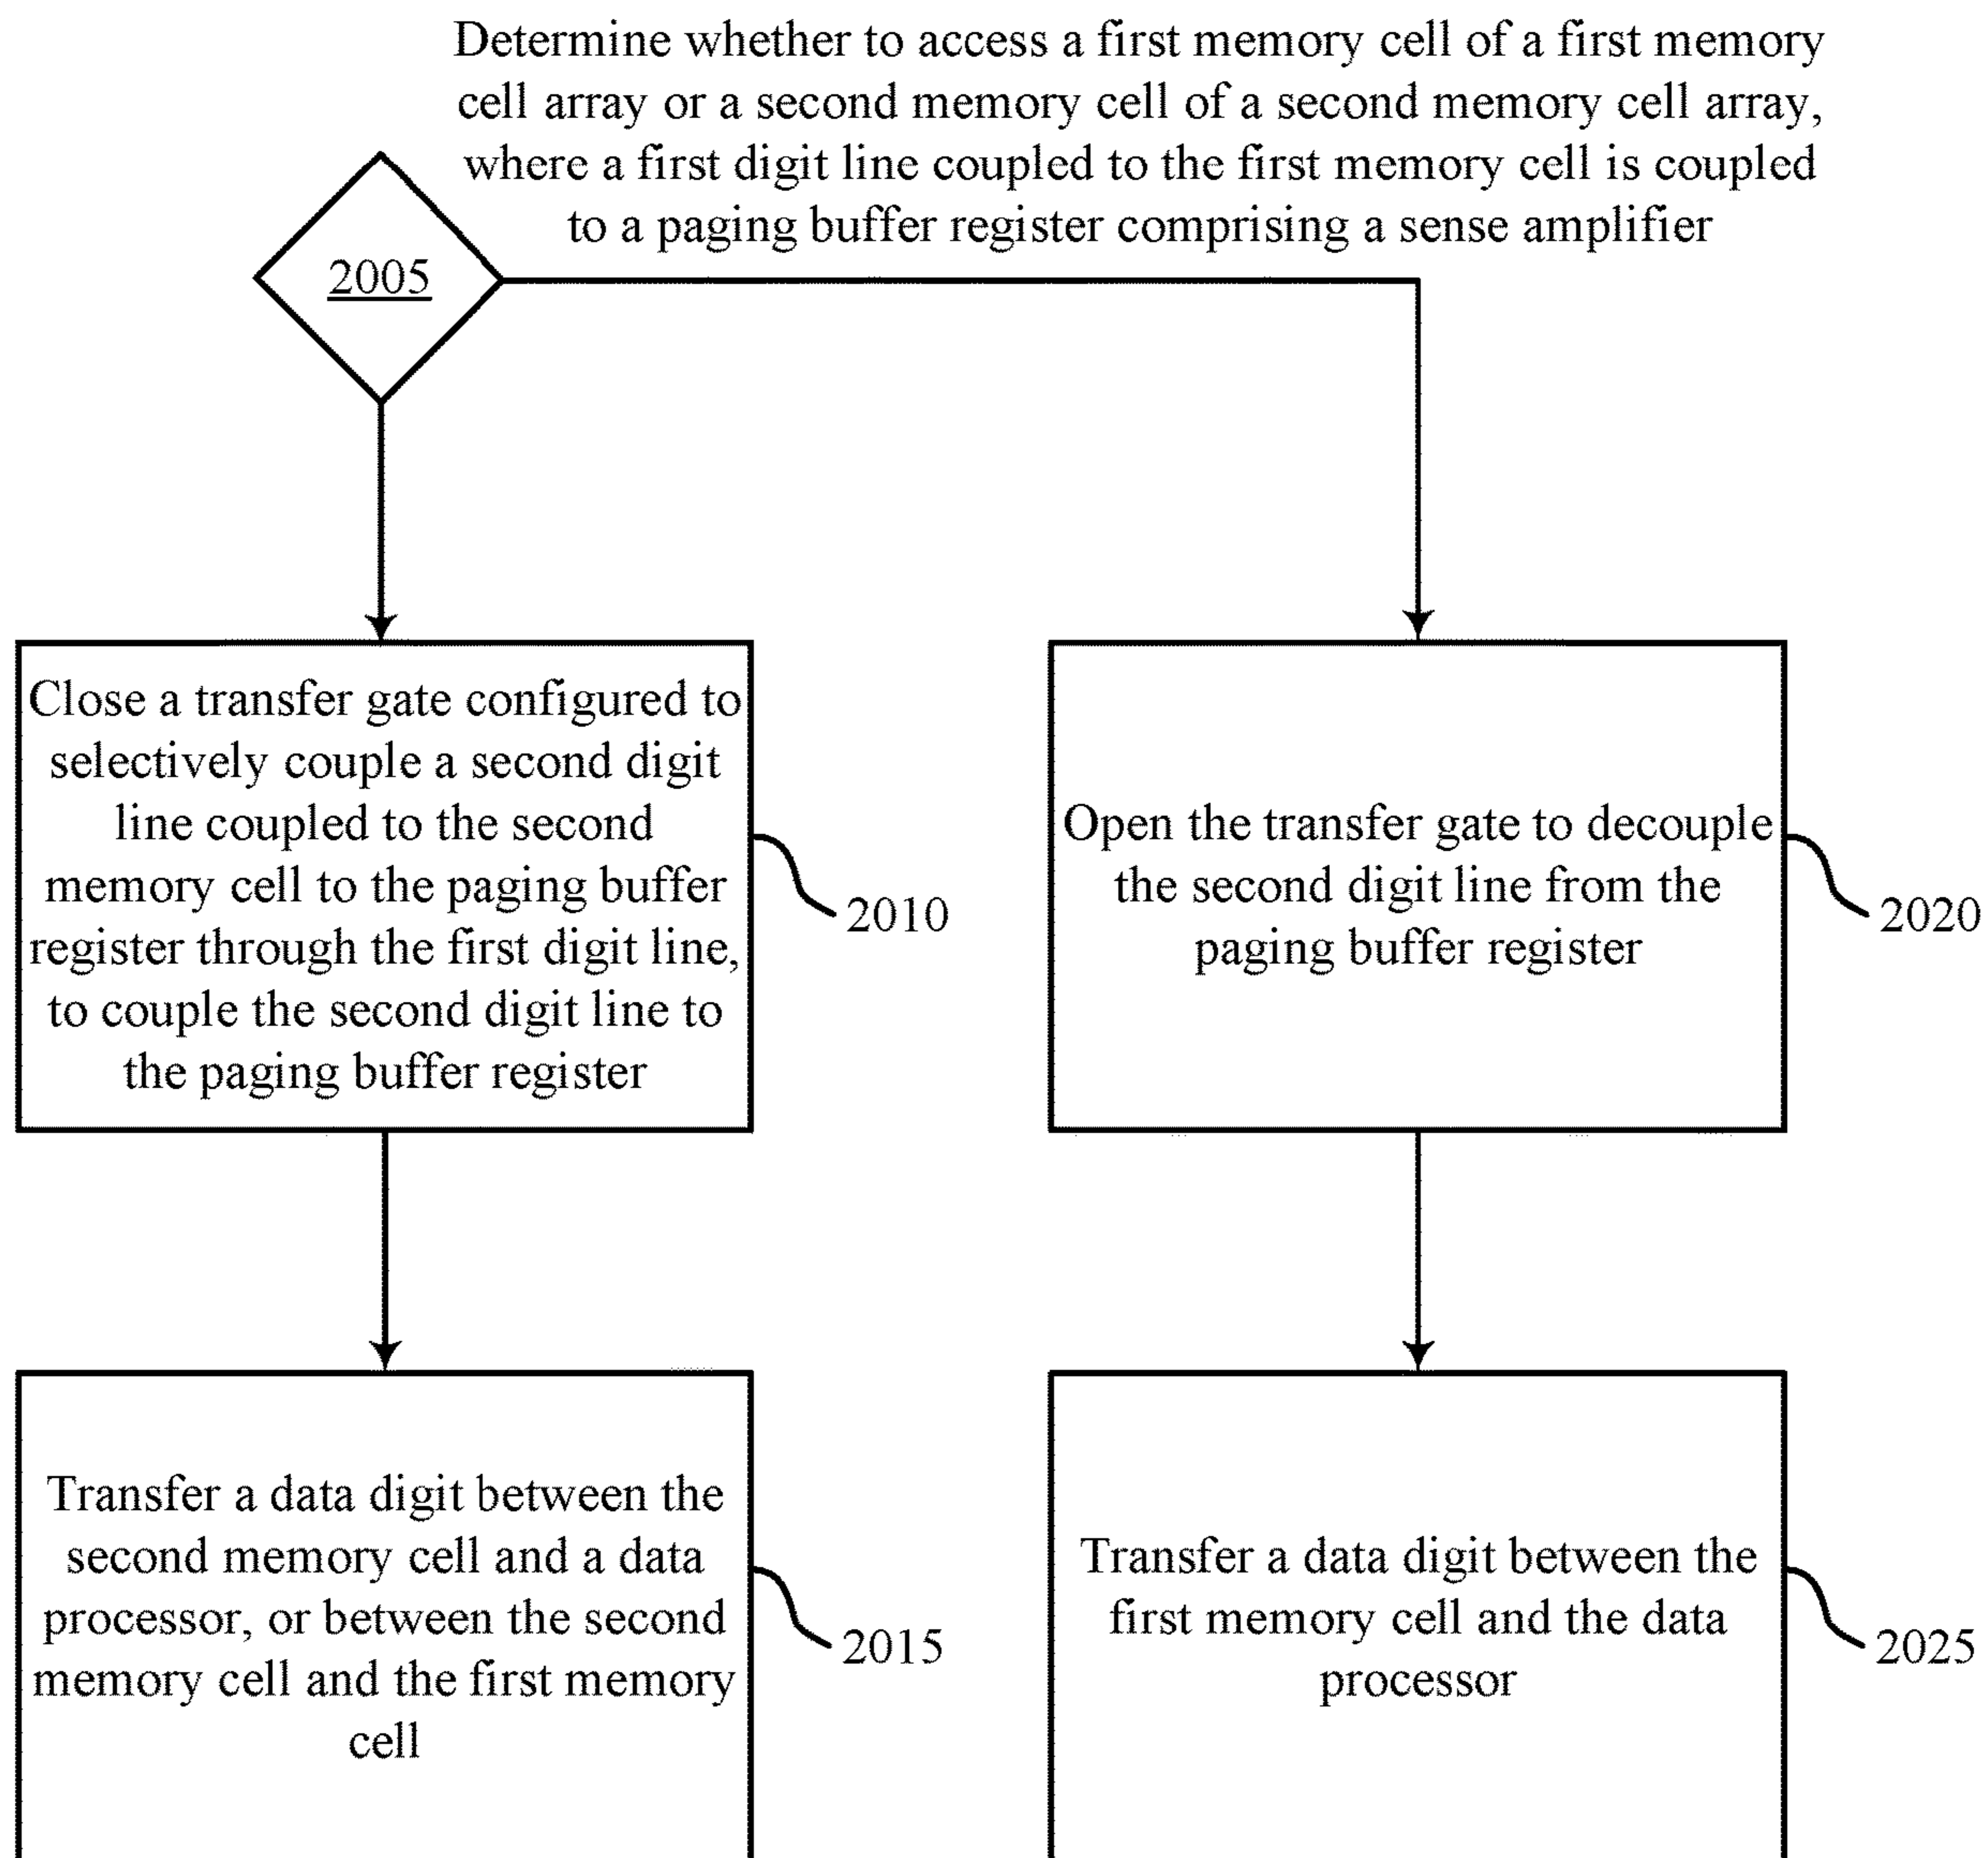 Determine whether to access a first memory cell of a first memory
cell array or a second memory cell of a second memory cell array,
where a first digit line coupled to the first memory cell is coupled
to a paging buffer register comprising a sense amplifier
2005
Close a transfer gate configured to
selectively couple a second digit
line coupled to the second
memory cell to the paging buffer
register through the first digit line,
to couple the second digit line to
the paging buffer register
2010
Open the transfer gate to decouple
the second digit line from the
paging buffer register
2020
Transfer a data digit between the
second memory cell and a data
processor, or between the second
memory cell and the first memory
cell
2015
Transfer a data digit between the
first memory cell and the data
processor
2025